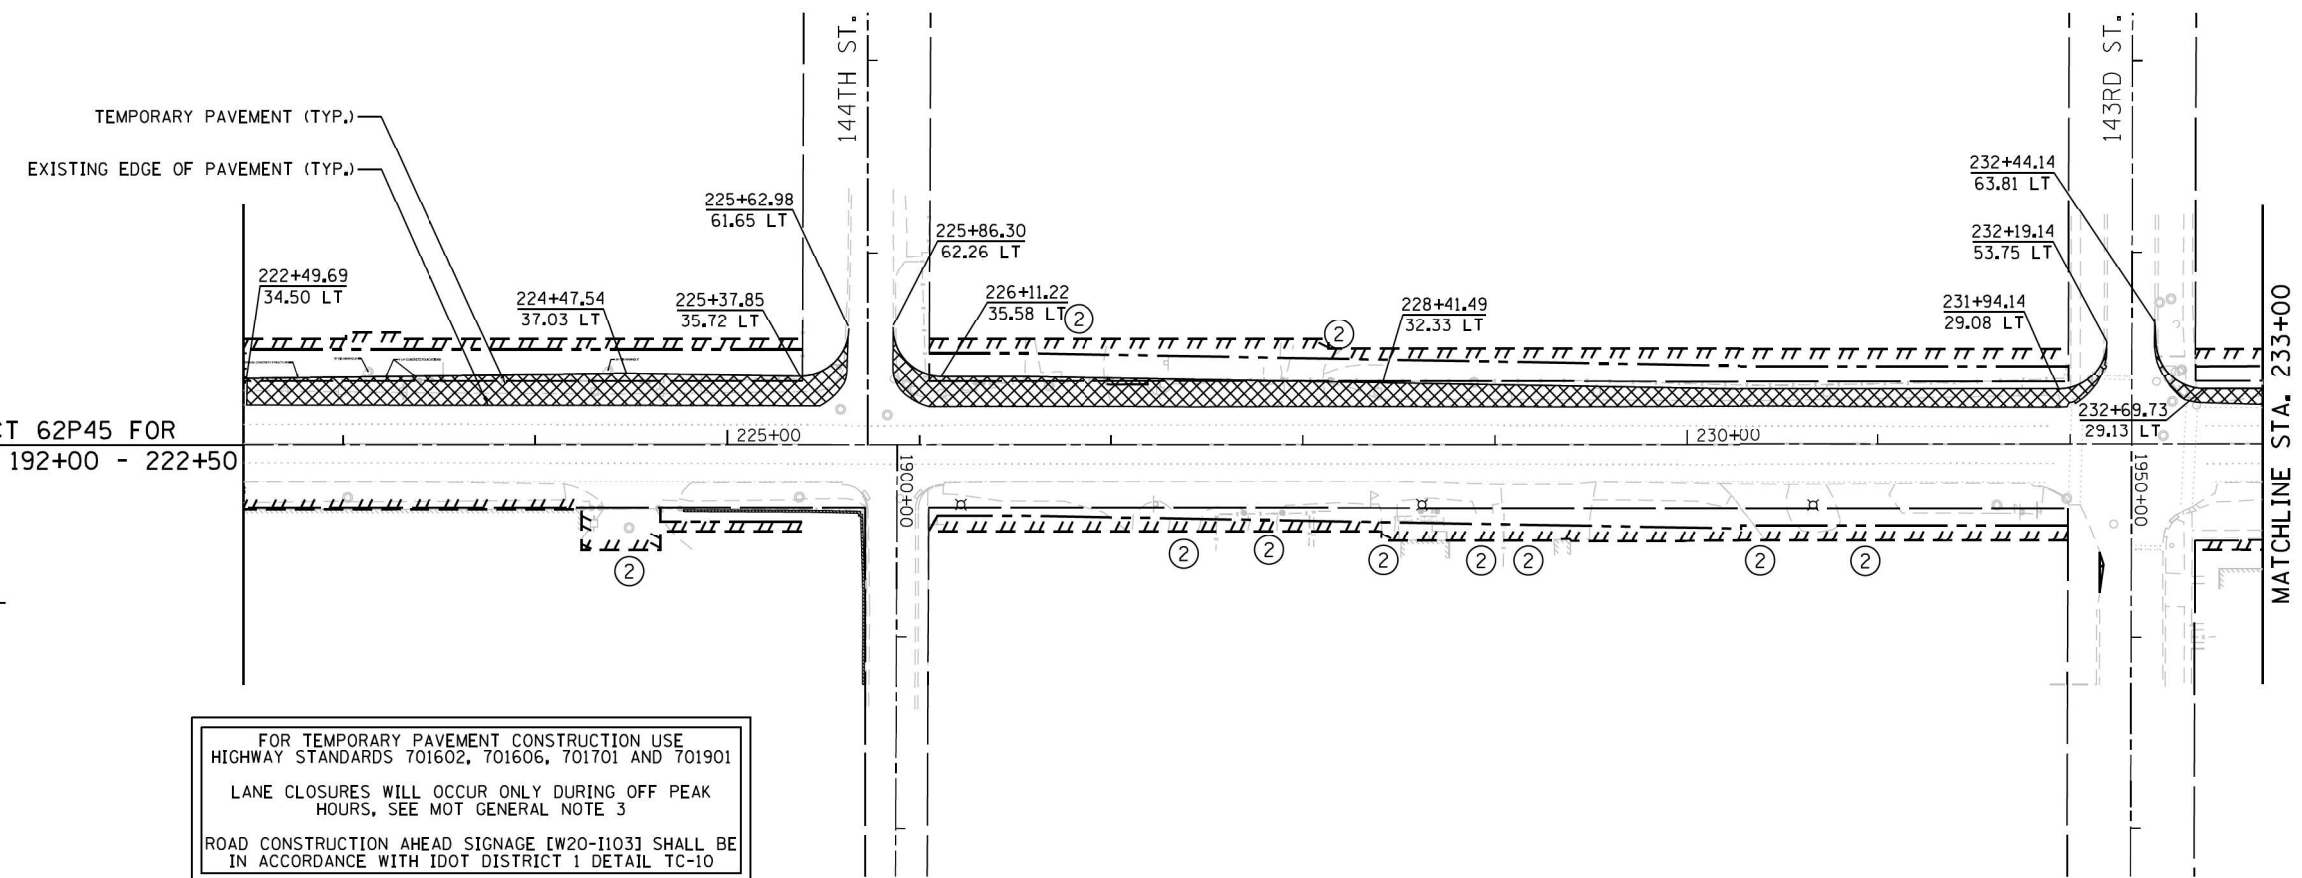 144TH ST.
143RD ST.
TEMPORARY PAVEMENT (TYP.)
EXISTING EDGE OF PAVEMENT (TYP.)
225+62.98
61.65 LT
225+86.30
62.26 LT
232+44.14
63.81 LT
232+19.14
53.75 LT
222+49.69
34.50 LT
224+47.54
37.03 LT
225+37.85
35.72 LT
226+11.22
35.58 LT
2
2
228+41.49
32.33 LT
231+94.14
29.08 LT
232+69.73
29.13 LT
CT 62P45 FOR
192+00 - 222+50
225+00
230+00
1900+00
1950+00
MATCHLINE STA. 233+00
2
2
2
2
2
2
2
2
FOR TEMPORARY PAVEMENT CONSTRUCTION USE
HIGHWAY STANDARDS 701602, 701606, 701701 AND 701901
LANE CLOSURES WILL OCCUR ONLY DURING OFF PEAK
HOURS, SEE MOT GENERAL NOTE 3
ROAD CONSTRUCTION AHEAD SIGNAGE [W20-I103] SHALL BE
IN ACCORDANCE WITH IDOT DISTRICT 1 DETAIL TC-10